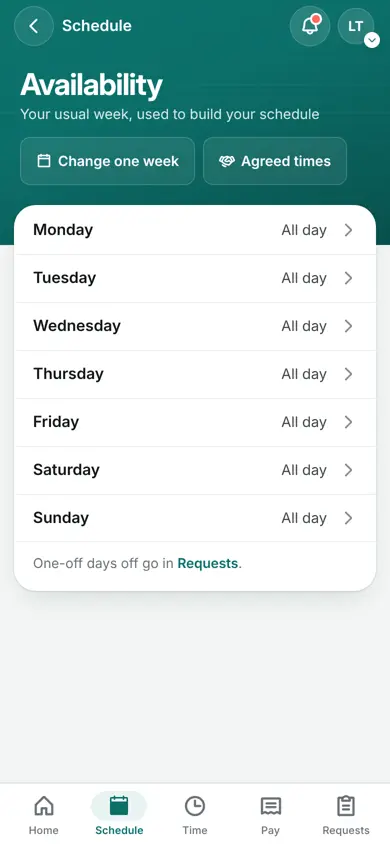 Schedule
LT
Availability
Your usual week, used to build your schedule
Change one week
Agreed times
Monday All day
Tuesday All day
Wednesday All day
Thursday All day
Friday All day
Saturday All day
Sunday All day
One-off days off go in Requests.
Home Schedule Time Pay Requests